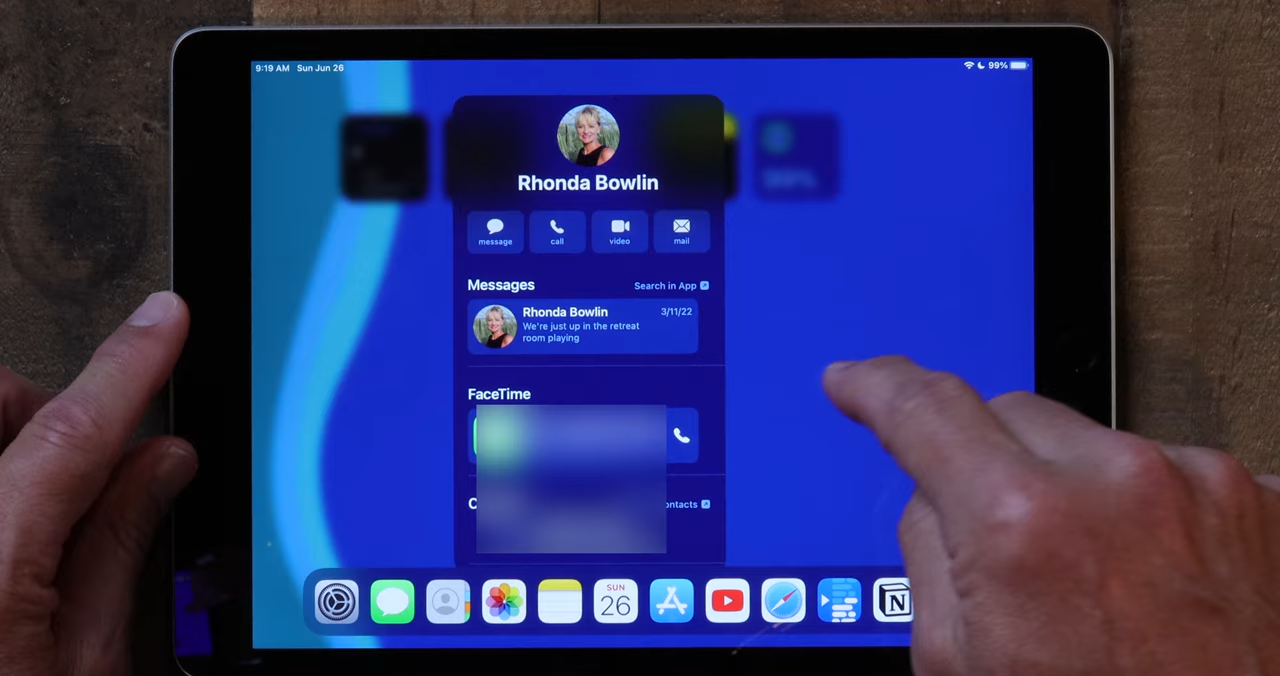 9:19 AM Sun Jun 26
99%
Rhonda Bowlin
message call video mail
Messages Search in App
Rhonda Bowlin 3/11/22
We're just up in the retreat
room playing
FaceTime
SUN
26
N